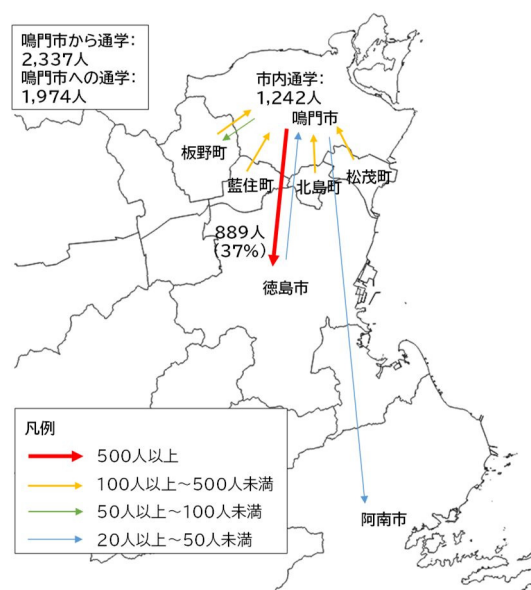 鳴門市から通学：
2,337人
鳴門市への通学：
1,974人
市内通学：
1,242人
鳴門市
板野町
藍住町
北島町
松茂町
889人
(37%)
徳島市
阿南市
凡例
500人以上
100人以上～500人未満
50人以上～100人未満
20人以上～50人未満